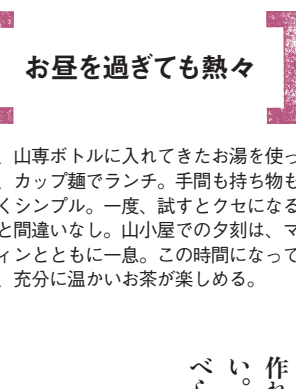 お昼を過ぎても熱々
、山専ボトルに入れてきたお湯を使っ
、カップ麺でランチ。手間も持ち物も
くシンプル。一度、試すとクセになる
と間違いなし。山小屋での夕刻は、マ
ィンとともに一息。この時間になって
、充分に温かいお茶が楽しめる。
作れ
い。
べら